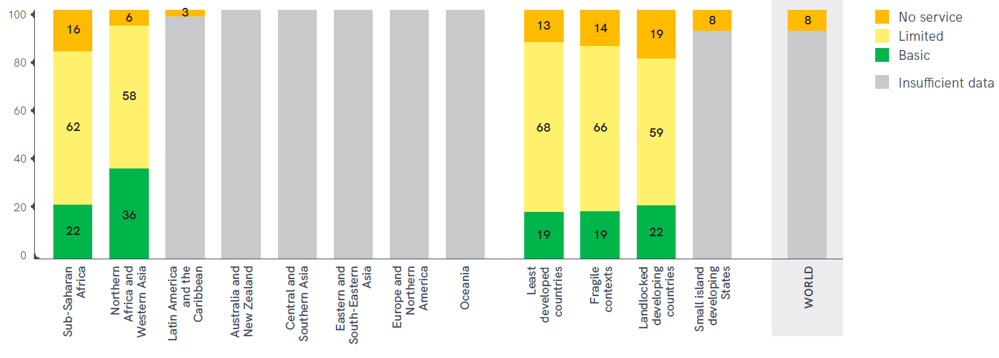 100
80
60
40
20
0
16
62
22
6
58
36
3
13
68
19
14
66
19
19
59
22
8
8
Sub-Saharan
Africa
Northern
Africa and
Western Asia
Latin America
and the
Caribbean
Australia and
New Zealand
Central and
Southern Asia
Eastern and
South-Eastern
Asia
Europe and
Northern
America
Oceania
Least
developed
countries
Fragile
contexts
Landlocked
developing
countries
Small island
developing
States
WORLD
No service
Limited
Basic
Insufficient data